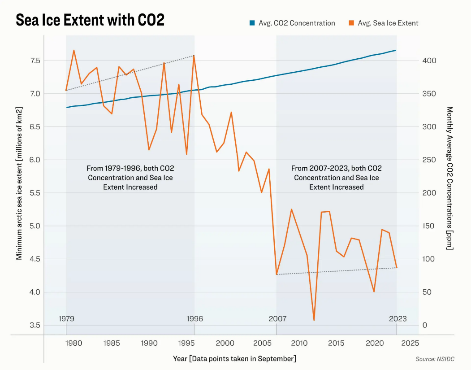 Sea Ice Extent with CO2
Avg. CO2 Concentration
Avg. Sea Ice Extent
Minimum arctic sea ice extent [millions of km2]
7.5
7.0
6.5
6.0
5.5
5.0
4.5
4.0
3.5
From 1979-1996, both CO2
Concentration and Sea Ice
Extent Increased
From 2007-2023, both CO2
Concentration and Sea Ice
Extent Increased
400
350
300
250
200
150
100
50
0
Monthly Average CO2 Concentrations [ppm]
1979
1996
2007
2023
1980
1985
1990
1995
2000
2005
2010
2015
2020
2025
Year [Data points taken in September]
Source: NSIDC